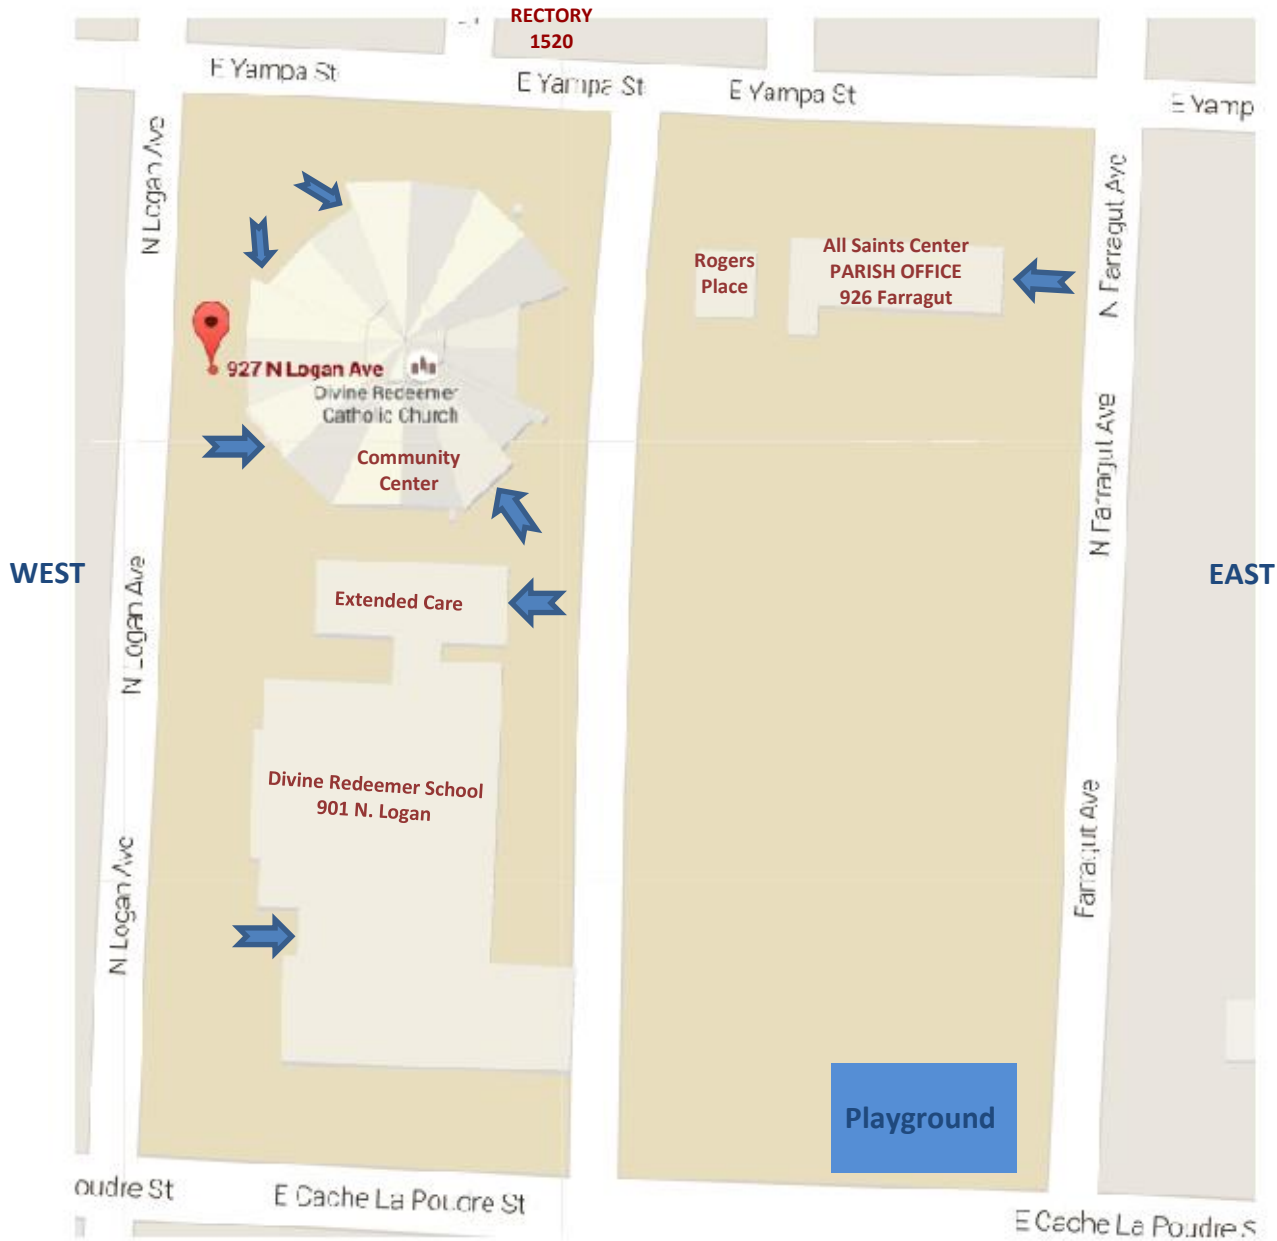 RECTORY
1520
E Yampa St
E Yampa St
E Yampa St
E Yamp
N Logan Ave
N Farragut Ave
Rogers
Place
All Saints Center
PARISH OFFICE
926 Farragut
927 N Logan Ave
Divine Redeemer
Catholic Church
Community
Center
N Farragut Ave
WEST
EAST
N Logan Ave
Extended Care
Divine Redeemer School
901 N. Logan
Farragut Ave
N Logan Ave
Playground
oudre St
E Cache La Poudre St
E Cache La Poudre S